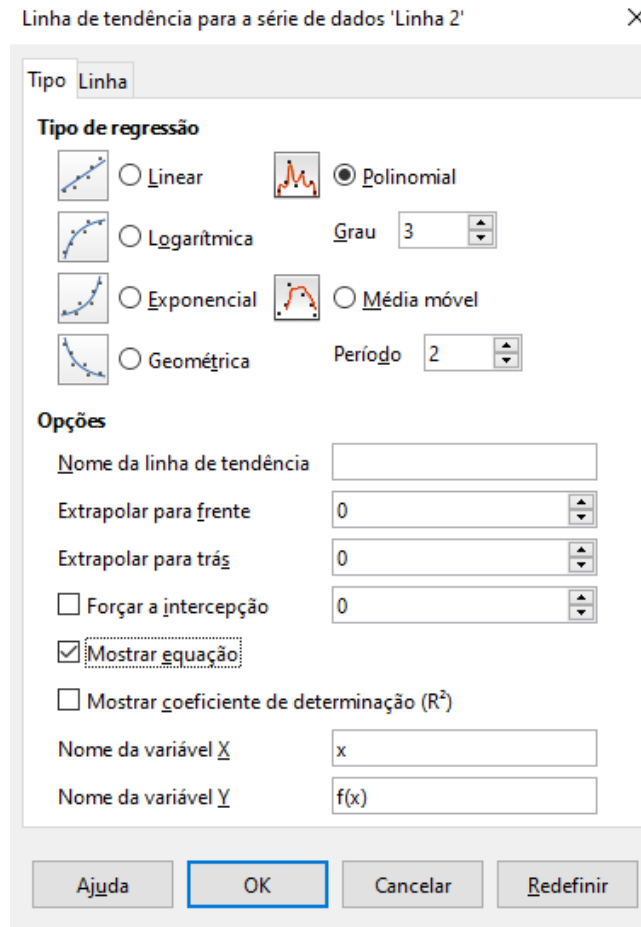 Linha de tendência para a série de dados 'Linha 2'
Tipo Linha
Tipo de regressão
Linear Polinomial
Logarítmica Grau 3
Exponencial Média móvel
Geométrica Período 2
Opções
Nome da linha de tendência
Extrapolar para frente 0
Extrapolar para trás 0
Forçar a intercepção 0
Mostrar equação
Mostrar coeficiente de determinação (R²)
Nome da variável X x
Nome da variável Y f(x)
Ajuda OK Cancelar Redefinir